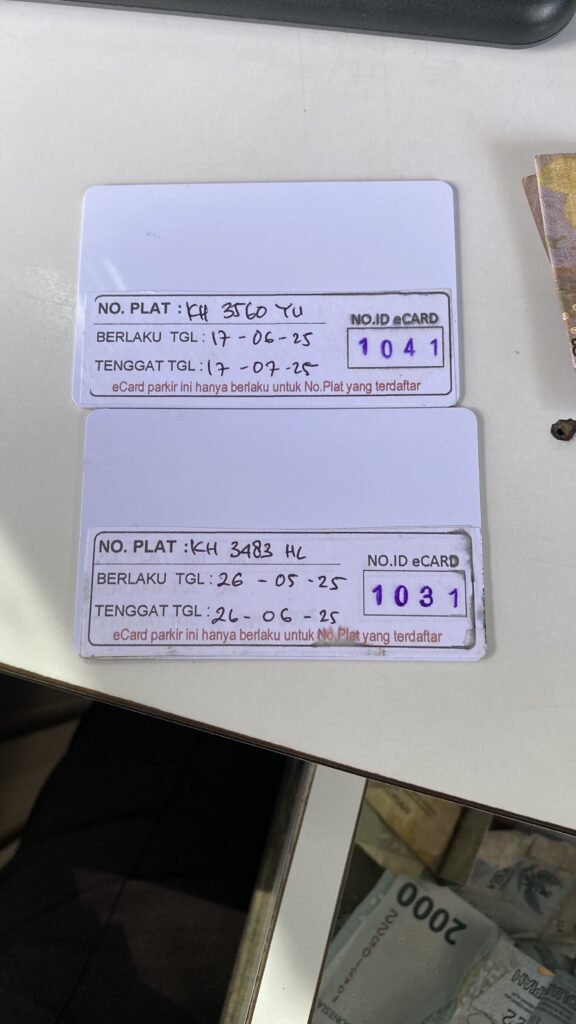 NO. PLAT : KH 3560 YU
BERLAKU TGL : 17 - 06 - 25
TENGGAT TGL : 17 - 07 - 25
NO.ID eCARD
1041
eCard parkir ini hanya berlaku untuk No.Plat yang terdaftar
NO. PLAT : KH 3483 HL
BERLAKU TGL : 26 - 05 - 25
TENGGAT TGL : 26 - 06 - 25
NO.ID eCARD
1031
eCard parkir ini hanya berlaku untuk No.Plat yang terdaftar
2000